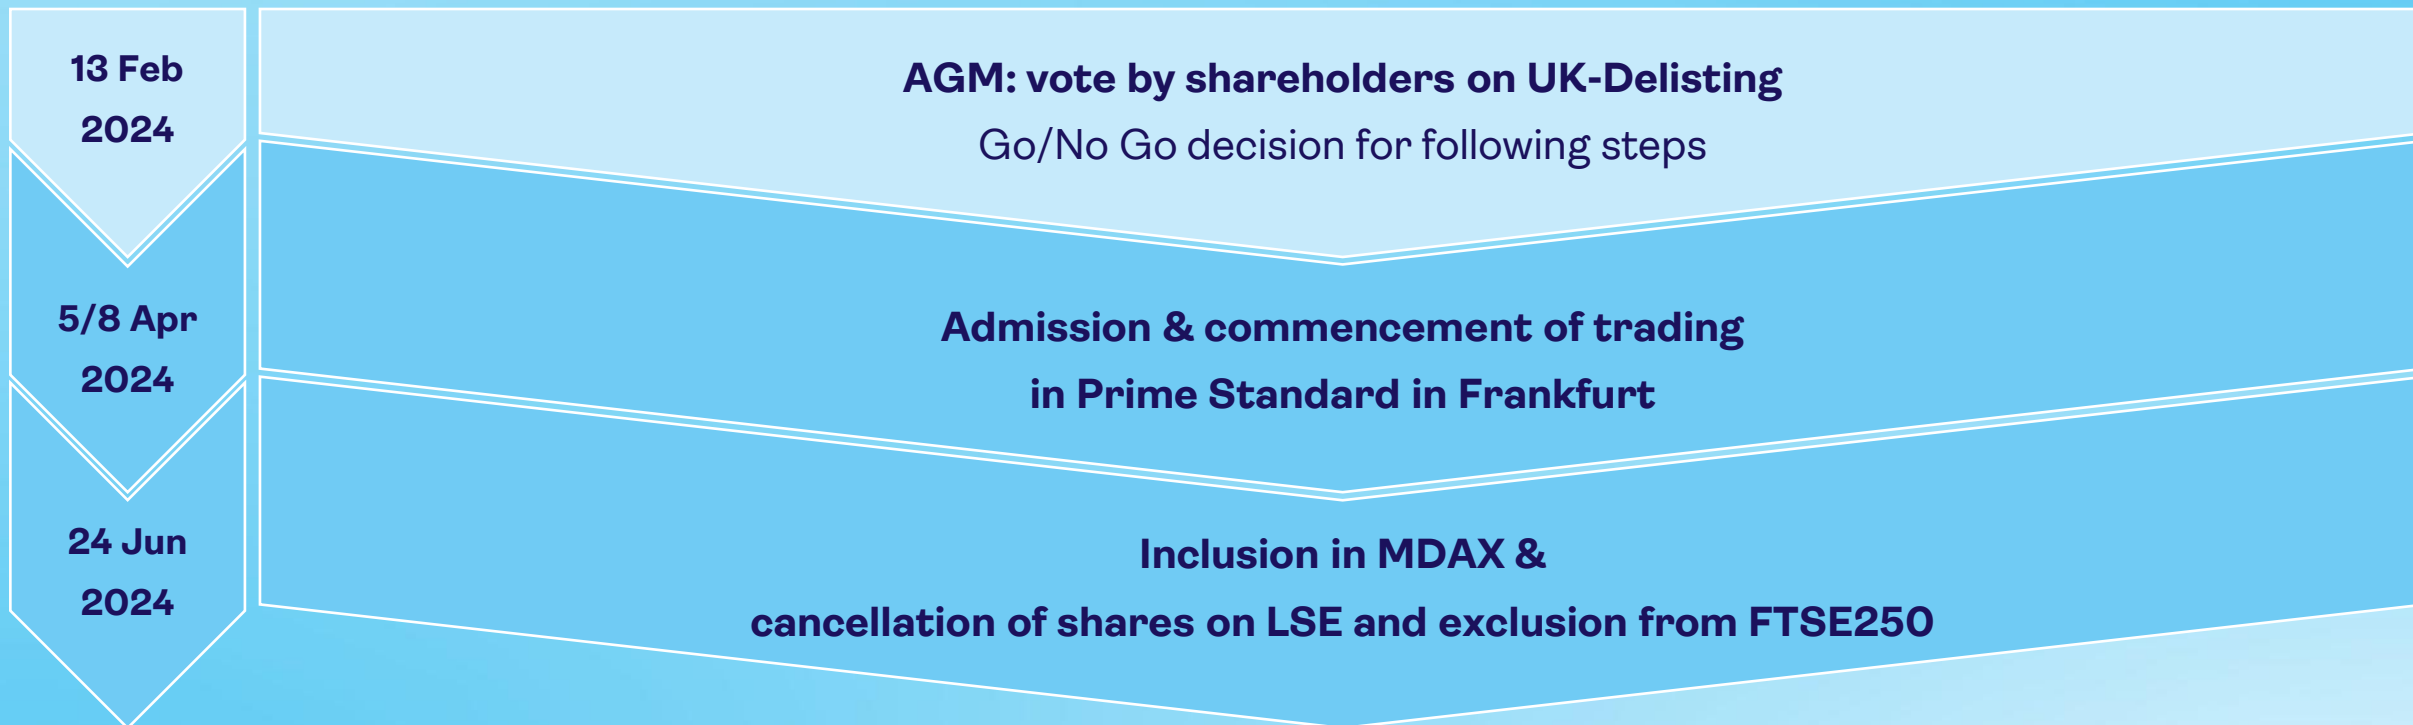 13 Feb
2024
AGM: vote by shareholders on UK-Delisting
Go/No Go decision for following steps
5/8 Apr
2024
Admission & commencement of trading
in Prime Standard in Frankfurt
24 Jun
2024
Inclusion in MDAX &
cancellation of shares on LSE and exclusion from FTSE250